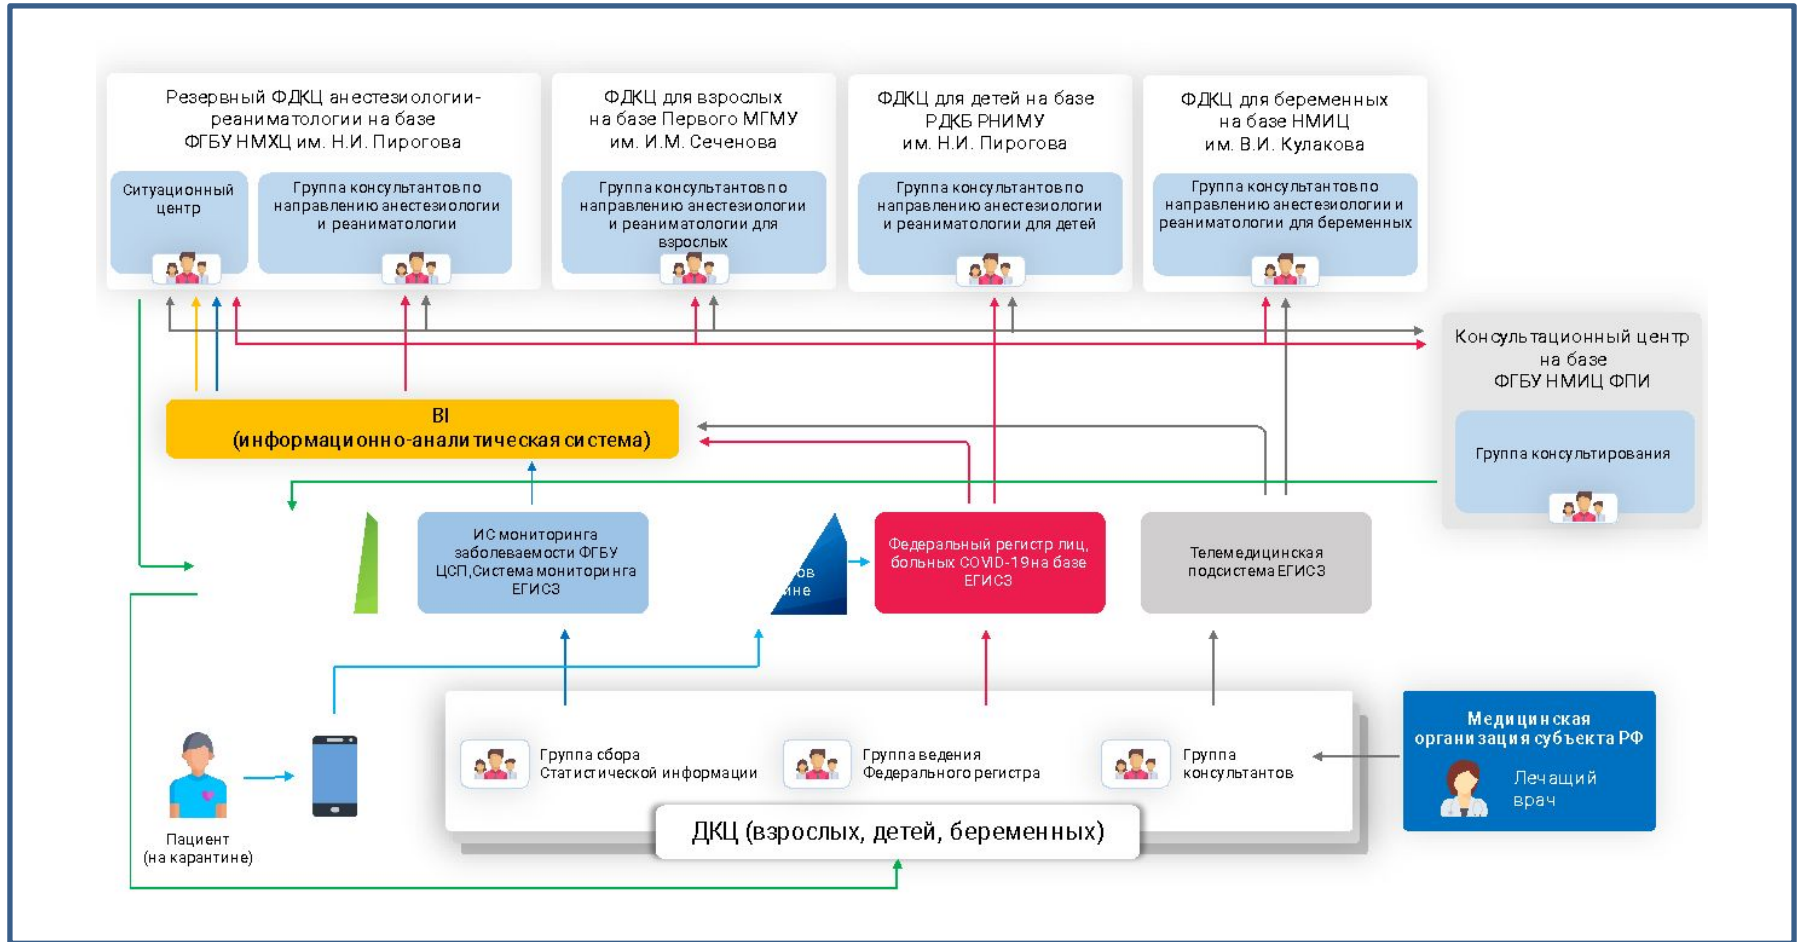 Резервный ФДКЦ анестезиологии-
реаниматологии на базе
ФГБУ НМХЦ им. Н.И. Пирогова
Ситуационный
центр
Группа консультантов по
направлению анестезиологии
и реаниматологии
ФДКЦ для взрослых
на базе Первого МГМУ
им. И.М. Сеченова
Группа консультантов по
направлению анестезиологии
и реаниматологии для
взрослых
ФДКЦ для детей на базе
РДКБ РНИМУ
им. Н.И. Пирогова
Группа консультантов по
направлению анестезиологии
и реаниматологии для детей
ФДКЦ для беременных
на базе НМИЦ
им. В.И. Кулакова
Группа консультантов по
направлению анестезиологии и
реаниматологии для беременных
Консультационный центр
на базе
ФГБУ НМИЦ ФПИ
Группа консультирования
BI
(информационно-аналитическая система)
ИС мониторинга
заболеваемости ФГБУ
ЦСП,Система мониторинга
ЕГИСЗ
Федеральный регистр лиц,
больных COVID-19 на базе
ЕГИСЗ
Телемедицинская
подсистема ЕГИСЗ
Пациент
(на карантине)
Группа сбора
Статистической информации
Группа ведения
Федерального регистра
Группа
консультантов
ДКЦ (взрослых, детей, беременных)
Медицинская
организация субъекта РФ
Лечащий
врач